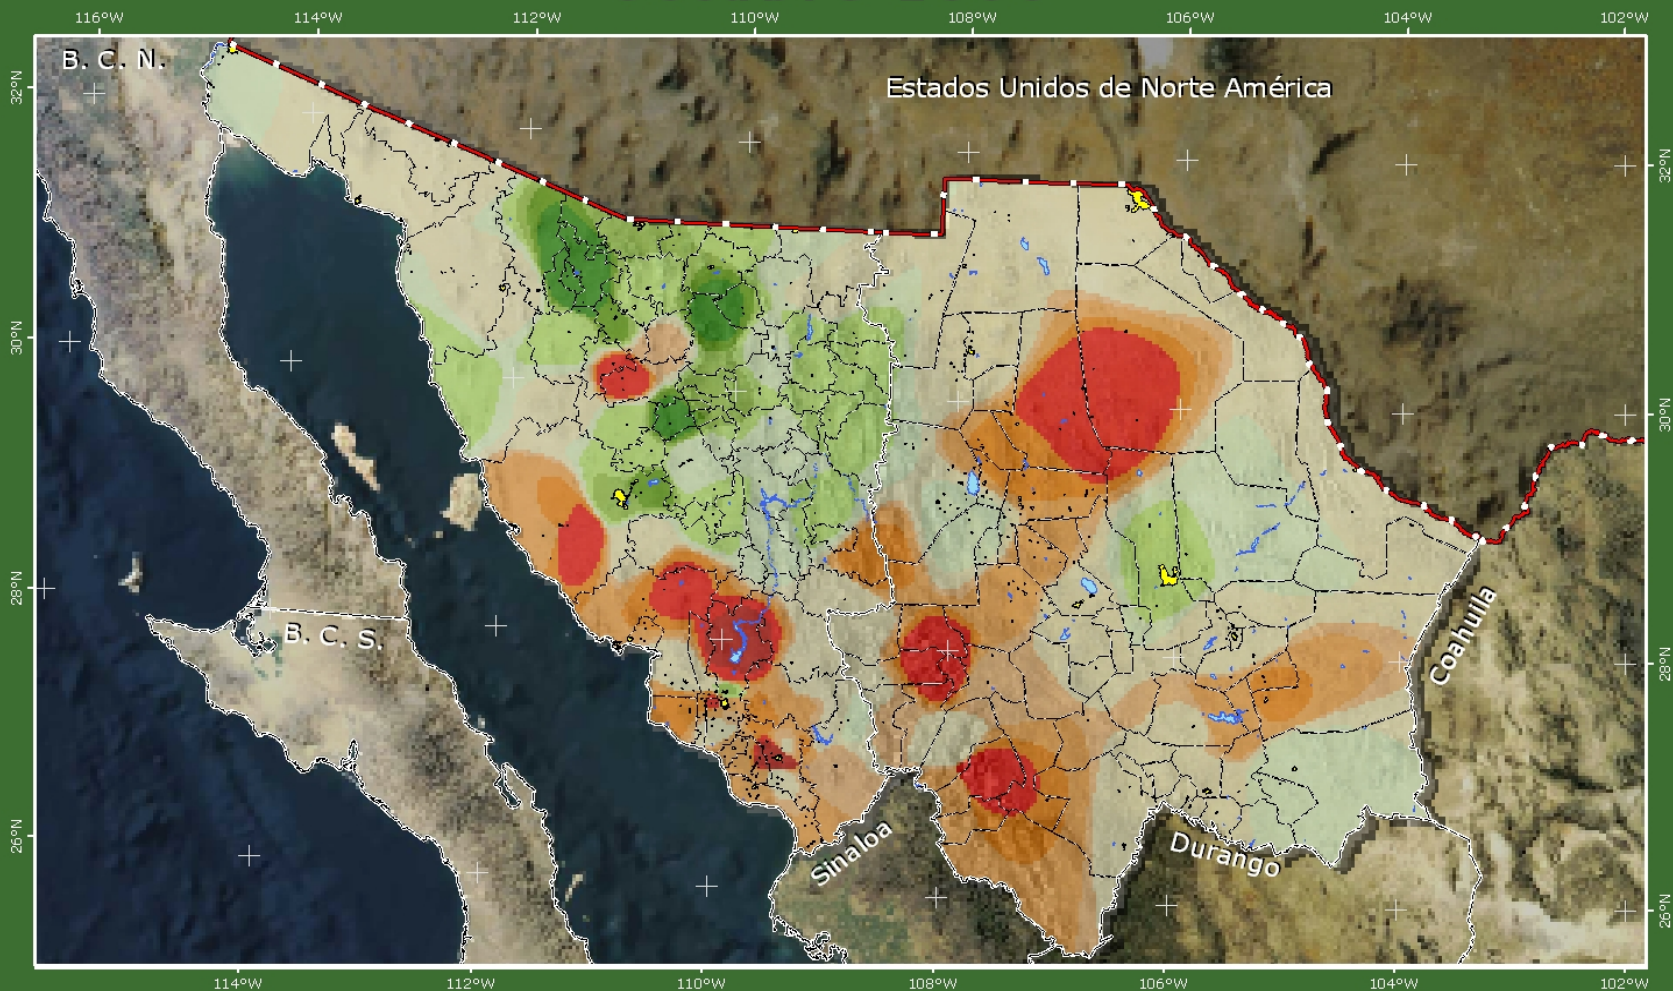 116°W 114°W 112°W 110°W 108°W 106°W 104°W 102°W
B. C. N.
Estados Unidos de Norte América
32°N
32°N
30°N
30°N
28°N
28°N
B. C. S.
Coahuila
Sinaloa
Durango
26°N
26°N
114°W 112°W 110°W 108°W 106°W 104°W 102°W